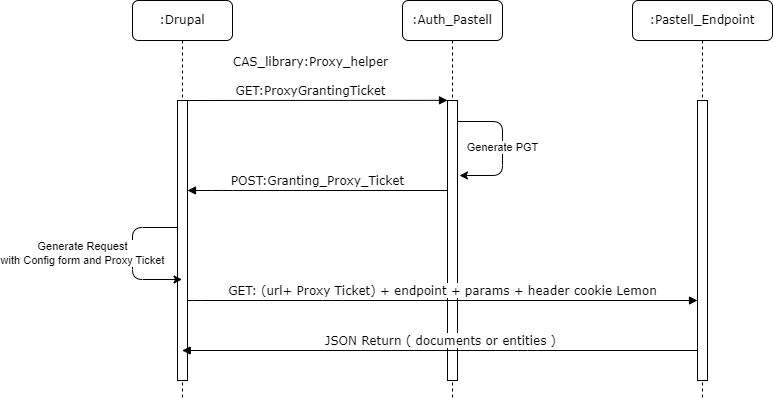 :Drupal
:Auth_Pastell
:Pastell_Endpoint
CAS_library:Proxy_helper
GET:ProxyGrantingTicket
Generate PGT
POST:Granting_Proxy_Ticket
Generate Request
with Config form and Proxy Ticket
GET: (url+ Proxy Ticket) + endpoint + params + header cookie Lemon
JSON Return ( documents or entities )